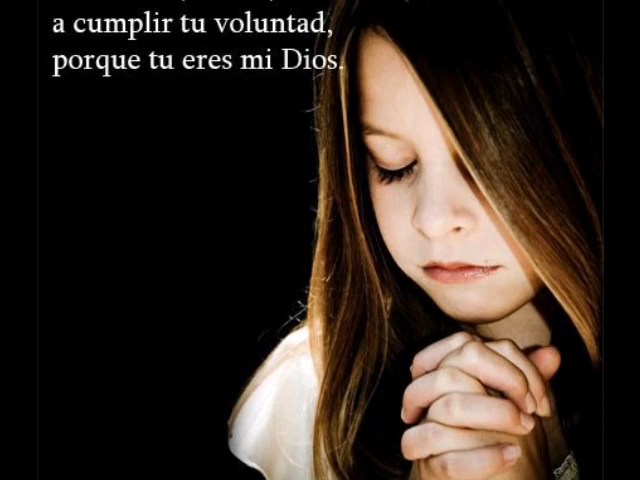 a cumplir tu voluntad,
porque tu eres mi Dios.